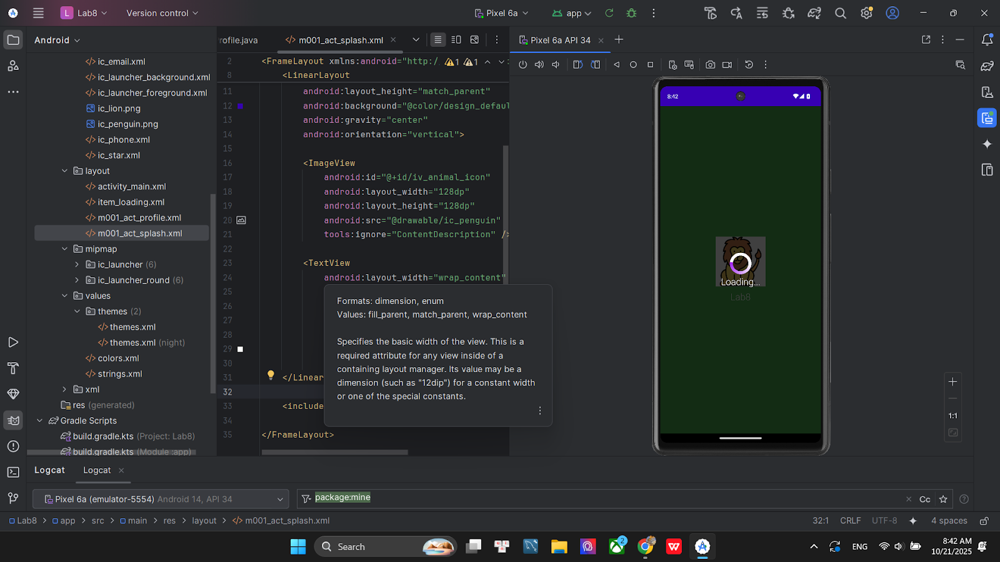 L Lab8
Version control
Pixel 6a
app
Android
rofile.java
m001_act_splash.xml
Pixel 6a API 34
ic_email.xml
ic_launcher_background.xml
ic_launcher_foreground.xml
ic_lion.png
ic_penguin.png
ic_phone.xml
ic_star.xml
layout
activity_main.xml
item_loading.xml
m001_act_profile.xml
m001_act_splash.xml
mipmap
ic_launcher (6)
ic_launcher_round (6)
values
themes (2)
themes.xml
themes.xml (night)
colors.xml
strings.xml
xml
res (generated)
Gradle Scripts
build.gradle.kts (Project: Lab8)
build.gradle.kts (Module :app)
2 <FrameLayout xmlns:android="http:/ 1 1
8 <LinearLayout
11 android:layout_height="match_parent"
12 android:background="@color/design_defaul
13 android:gravity="center"
14 android:orientation="vertical">
15
16 <ImageView
17 android:id="@+id/iv_animal_icon"
18 android:layout_width="128dp"
19 android:layout_height="128dp"
20 android:src="@drawable/ic_penguin"
21 tools:ignore="ContentDescription" />
22
23 <TextView
24 android:layout_width="wrap_content"
25
26
27
28
29
30
31 </Linear
32
33 <include
34
35 </FrameLayout>
Formats: dimension, enum
Values: fill_parent, match_parent, wrap_content
Specifies the basic width of the view. This is a
required attribute for any view inside of a
containing layout manager. Its value may be a
dimension (such as "12dip") for a constant width
or one of the special constants.
8:42
Loading...
Lab8
1:1
Logcat
Logcat
Pixel 6a (emulator-5554) Android 14, API 34
package:mine
Cc
Lab8 > app > src > main > res > layout > m001_act_splash.xml
32:1 CRLF UTF-8 4 spaces
Search
2
ENG
8:42 AM
10/21/2025